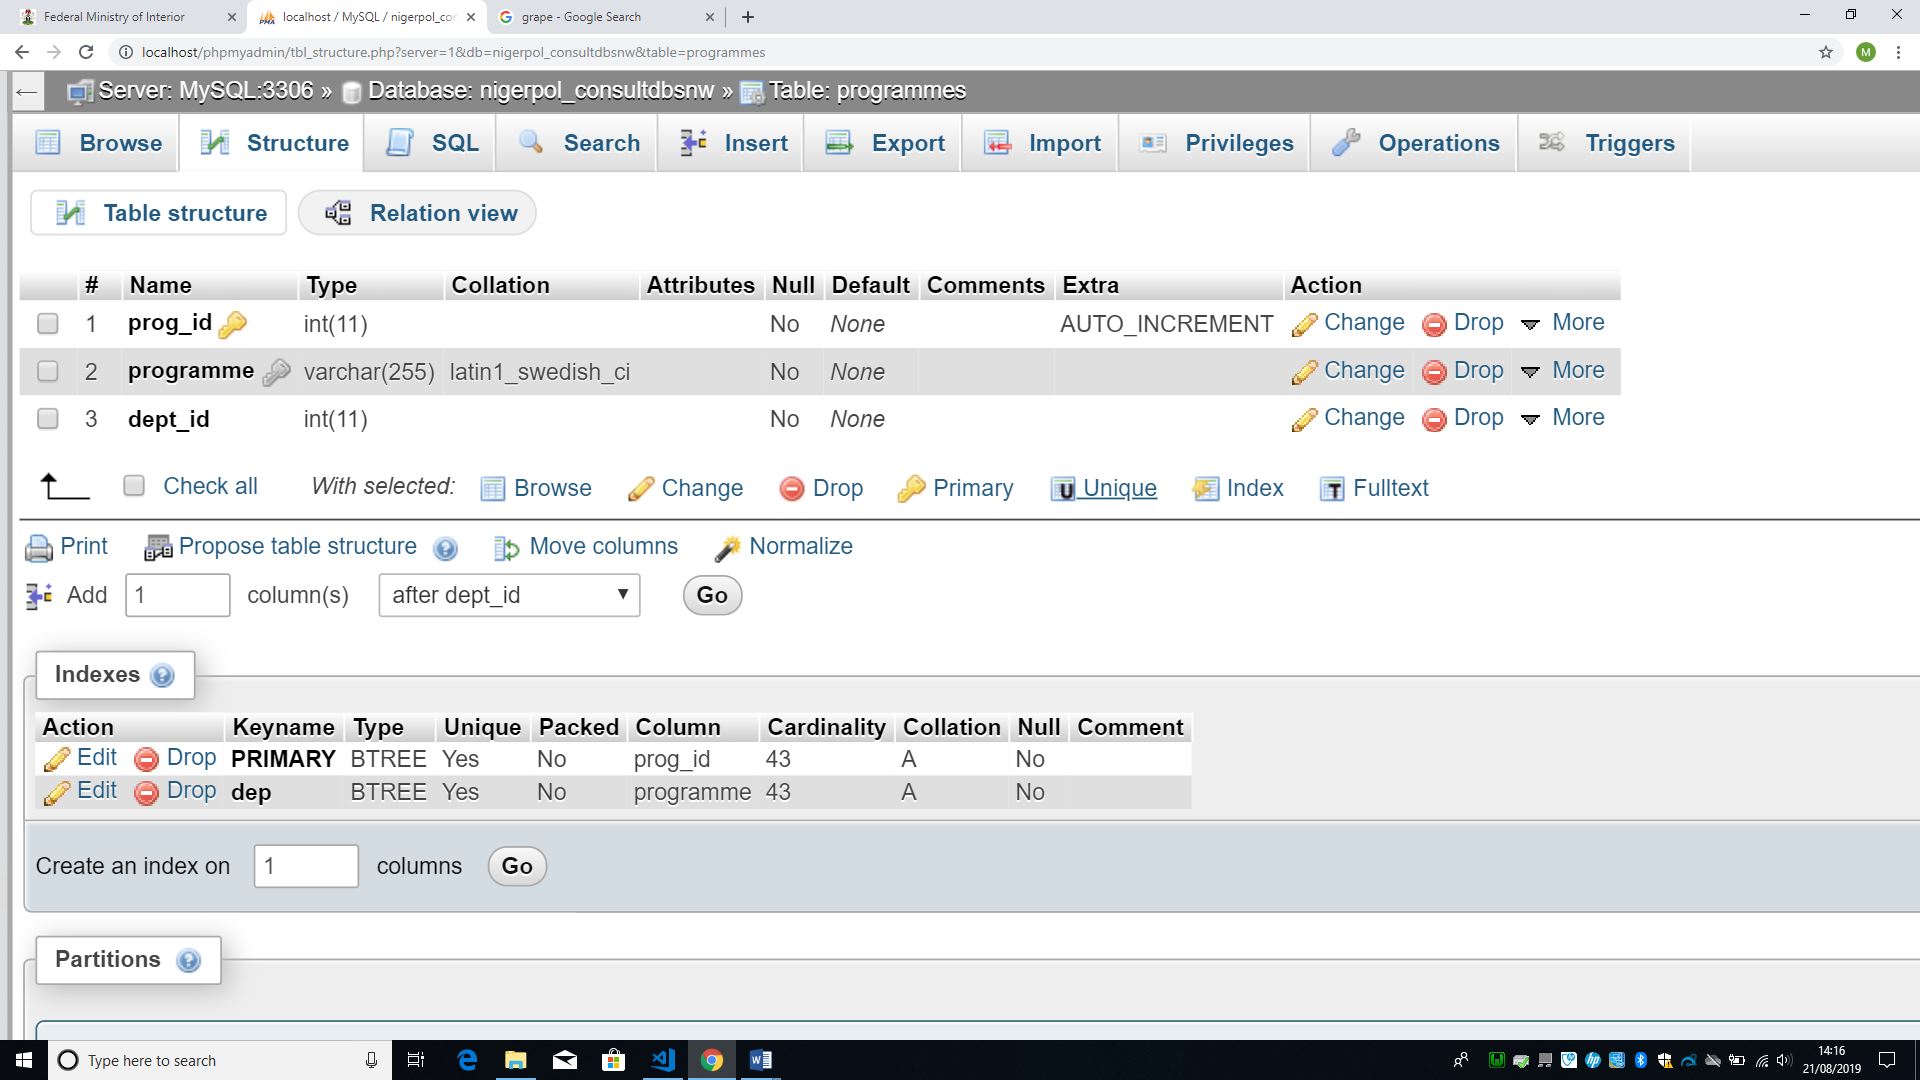 Federal Ministry of Interior
localhost / MySQL / nigerpol_con
grape - Google Search
localhost/phpmyadmin/tbl_structure.php?server=1&db=nigerpol_consultdbsnw&table=programmes
M
Server: MySQL:3306 » Database: nigerpol_consultdbsnw » Table: programmes
Browse Structure SQL Search Insert Export Import Privileges Operations Triggers
Table structure Relation view
# Name Type Collation Attributes Null Default Comments Extra Action
1 prog_id int(11) No None AUTO_INCREMENT Change Drop More
2 programme varchar(255) latin1_swedish_ci No None Change Drop More
3 dept_id int(11) No None Change Drop More
Check all With selected: Browse Change Drop Primary Unique Index Fulltext
Print Propose table structure Move columns Normalize
Add 1 column(s) after dept_id Go
Indexes
Action Keyname Type Unique Packed Column Cardinality Collation Null Comment
Edit Drop PRIMARY BTREE Yes No prog_id 43 A No
Edit Drop dep BTREE Yes No programme 43 A No
Create an index on 1 columns Go
Partitions
Type here to search
14:16
21/08/2019